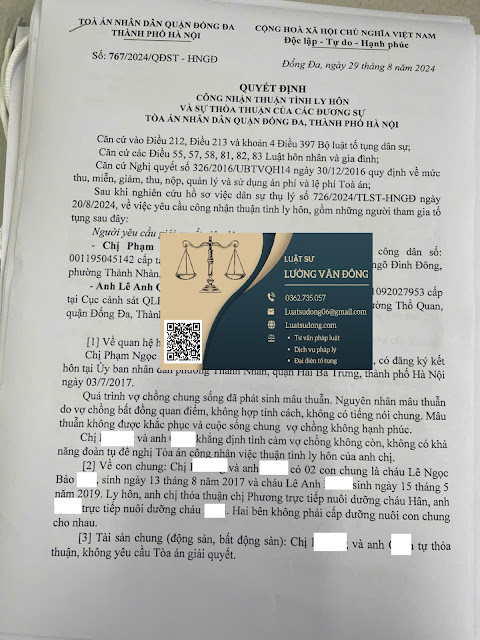 TOÀ ÁN NHÂN DÂN QUẬN ĐỐNG ĐA
THÀNH PHỐ HÀ NỘI
Số: 767/2024/QĐST - HNGĐ
CỘNG HOÀ XÃ HỘI CHỦ NGHĨA VIỆT NAM
Độc lập - Tự do - Hạnh phúc
Đống Đa, ngày 29 tháng 8 năm 2024
QUYẾT ĐỊNH
CÔNG NHẬN THUẬN TÌNH LY HÔN
VÀ SỰ THỎA THUẬN CỦA CÁC ĐƯƠNG SỰ
TÒA ÁN NHÂN DÂN QUẬN ĐỐNG ĐA, THÀNH PHỐ HÀ NỘI
Căn cứ vào Điều 212, Điều 213 và khoản 4 Điều 397 Bộ luật tố tụng dân sự;
Căn cứ các Điều 55, 57, 58, 81, 82, 83 Luật hôn nhân và gia đình;
Căn cứ Nghị quyết số 326/2016/UBTVQH14 ngày 30/12/2016 quy định về mức
thu, miễn, giảm, thu, nộp, quản lý và sử dụng án phí và lệ phí Toà án;
Sau khi nghiên cứu hồ sơ việc dân sự thụ lý số 726/2024/TLST-HNGĐ ngày
20/8/2024, về việc yêu cầu công nhận thuận tình ly hôn, gồm những người tham gia tố
tụng sau đây:
Người yêu cầu
- Chị Phạm công dân số:
001195045142 cấp Ngõ Đình Đông,
phường Thành Nhàn,
- Anh Lê Anh 1092027953 cấp
tại Cục cảnh sát QL Thổ Quan,
quận Đống Đa, Thành
LUẬT SƯ
LƯỜNG VĂN ĐÔNG
0362.735.057
Luatsudong06@gmail.com
Luatsudong.com
Tư vấn pháp luật
Dịch vụ pháp lý
Đại diện tố tụng
[1] Về quan hệ
Chị Phạm Ngọc có đăng ký kết
hôn tại Ủy ban nhân dân phường Thanh Nhàn, quận Hai Bà Trưng, thành phố Hà Nội
ngày 03/7/2017.
Quá trình vợ chồng chung sống đã phát sinh mâu thuẫn. Nguyên nhân mâu thuẫn
do vợ chồng bất đồng quan điểm, không hợp tính cách, không có tiếng nói chung. Mâu
thuẫn không được khắc phục và cuộc sống chung vợ chồng không hạnh phúc.
Chị và anh khẳng định tình cảm vợ chồng không còn, không có khả
năng đoàn tụ đề nghị Tòa án công nhận việc thuận tình ly hôn của anh chị.
[2] Về con chung: Chị và anh có 02 con chung là cháu Lê Ngọc
Bảo , sinh ngày 13 tháng 8 năm 2017 và cháu Lê Anh sinh ngày 15 tháng 5
năm 2019. Ly hôn, anh chị thỏa thuận chị Phương trực tiếp nuôi dưỡng cháu Hân, anh
trực tiếp nuôi dưỡng cháu . Hai bên không phải cấp dưỡng nuôi con chung
cho nhau.
[3] Tài sản chung (động sản, bất động sản): Chị , và anh tự thỏa
thuận, không yêu cầu Tòa án giải quyết.